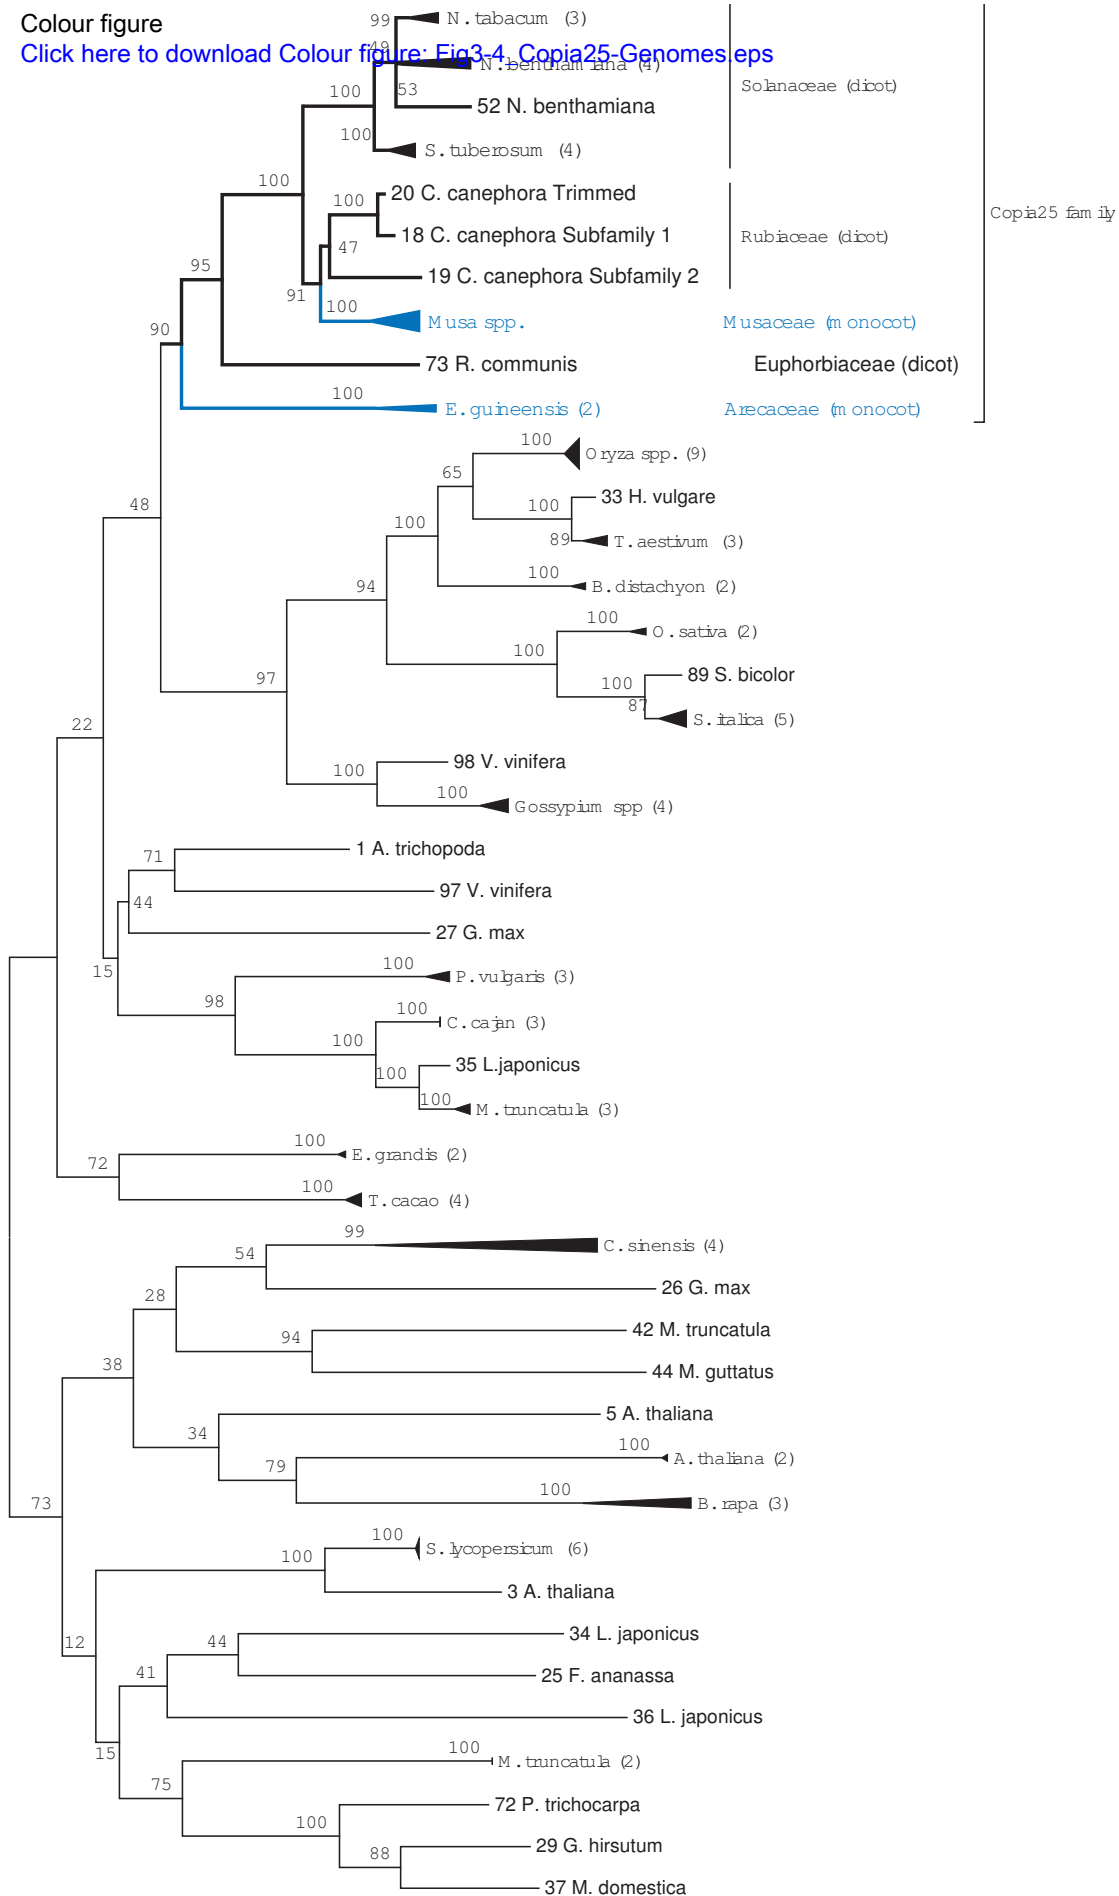 Colour figure
Click here to download Colour figure: Fig3-4_Copia25-Genomes.eps
99
N. tabacum (3)
49
N. benthamiana (4)
53
52 N. benthamiana
Solanaceae (dicot)
100
100
S. tuberosum (4)
100
100
20 C. canephora Trimmed
18 C. canephora Subfamily 1
Rubiaceae (dicot)
Copia25 family
47
19 C. canephora Subfamily 2
95
91
100
Musa spp.
Musaceae (monocot)
90
73 R. communis
Euphorbiaceae (dicot)
100
E. guineensis (2)
Arecaceae (monocot)
100
Oryza spp. (9)
65
33 H. vulgare
48
100
100
89
T. aestivum (3)
94
100
B. distachyon (2)
100
O. sativa (2)
100
97
89 S. bicolor
100
87
S. italica (5)
22
98 V. vinifera
100
100
Gossypium spp (4)
71
1 A. trichopoda
97 V. vinifera
44
27 G. max
15
100
P. vulgaris (3)
98
100
C. cajan (3)
100
35 L.japonicus
100
100
M. truncatula (3)
100
E. grandis (2)
72
100
T. cacao (4)
99
C. sinensis (4)
54
26 G. max
28
42 M. truncatula
94
44 M. guttatus
38
5 A. thaliana
34
100
A. thaliana (2)
79
100
B. rapa (3)
73
100
S. lycopersicum (6)
100
3 A. thaliana
12
34 L. japonicus
44
25 F. ananassa
41
36 L. japonicus
15
100
M. truncatula (2)
75
72 P. trichocarpa
100
29 G. hirsutum
88
37 M. domestica